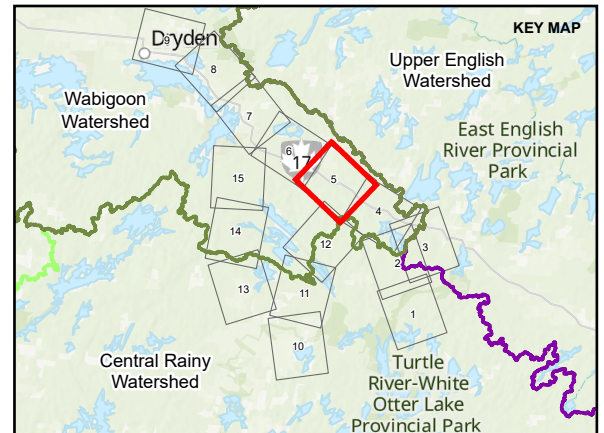 KEY MAP
Dryden
9
8
Upper English
Watershed
Wabigoon
Watershed
7
East English
River Provincial
Park
6
17
5
15
4
14
12
3
2
13
11
1
10
Central Rainy
Watershed
Turtle
River-White
Otter Lake
Provincial Park